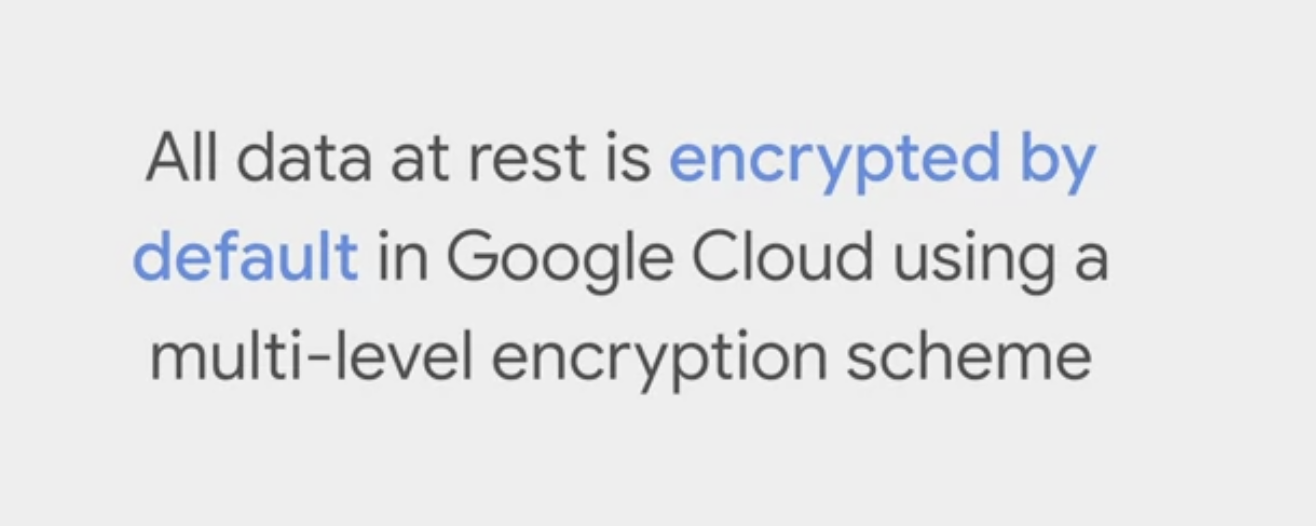 All data at rest is encrypted by
default in Google Cloud using a
multi-level encryption scheme